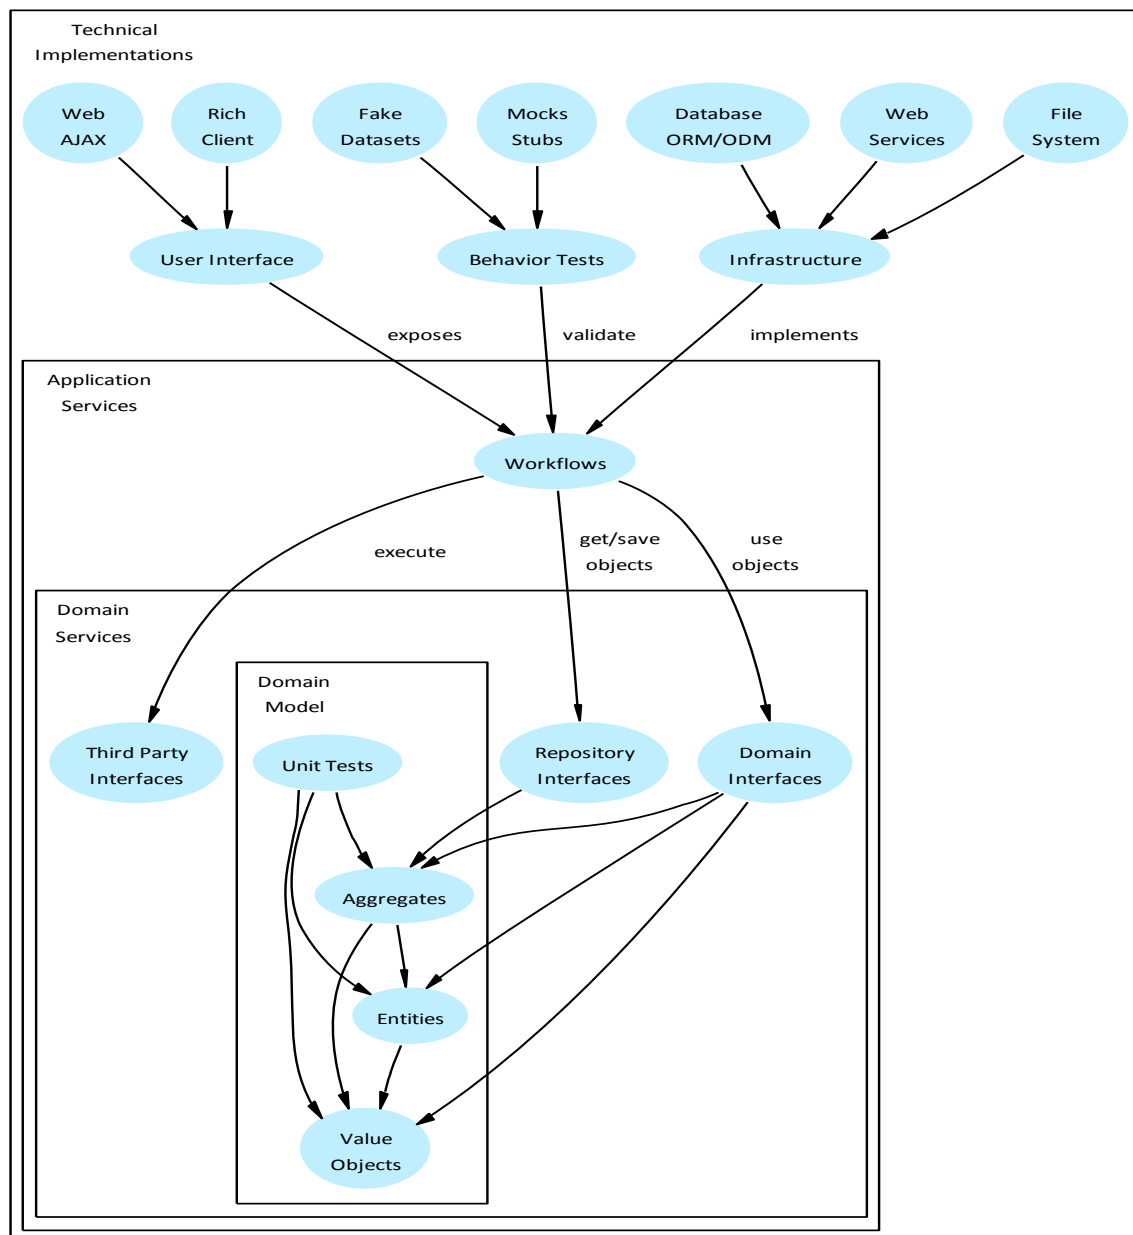 Technical
Implementations
Web
AJAX
Rich
Client
Fake
Datasets
Mocks
Stubs
Database
ORM/ODM
Web
Services
File
System
User Interface
Behavior Tests
Infrastructure
exposes
validate
implements
Application
Services
Workflows
execute
get/save
objects
use
objects
Domain
Services
Domain
Model
Third Party
Interfaces
Unit Tests
Repository
Interfaces
Domain
Interfaces
Aggregates
Entities
Value
Objects